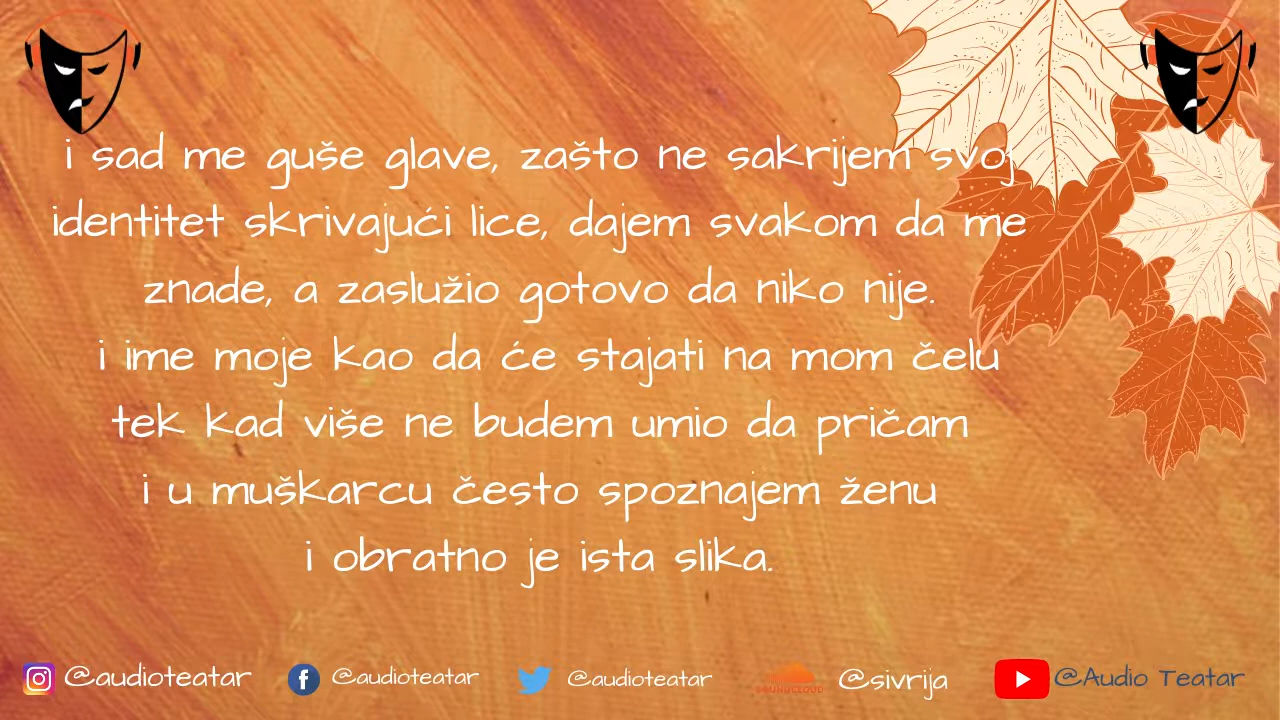 i sad me guše glave, zašto ne sakrijem svoj
identitet skrivajući lice, dajem svakom da me
znade, a zaslužio gotovo da niko nije.
i ime moje kao da će stajati na mom čelu
tek kad više ne budem umio da pričam
i u muškarcu često spoznajem ženu
i obratno je ista slika.
@audioteatar @audioteatar @audioteatar SOUNDCLOUD @sivrija @Audio Teatar